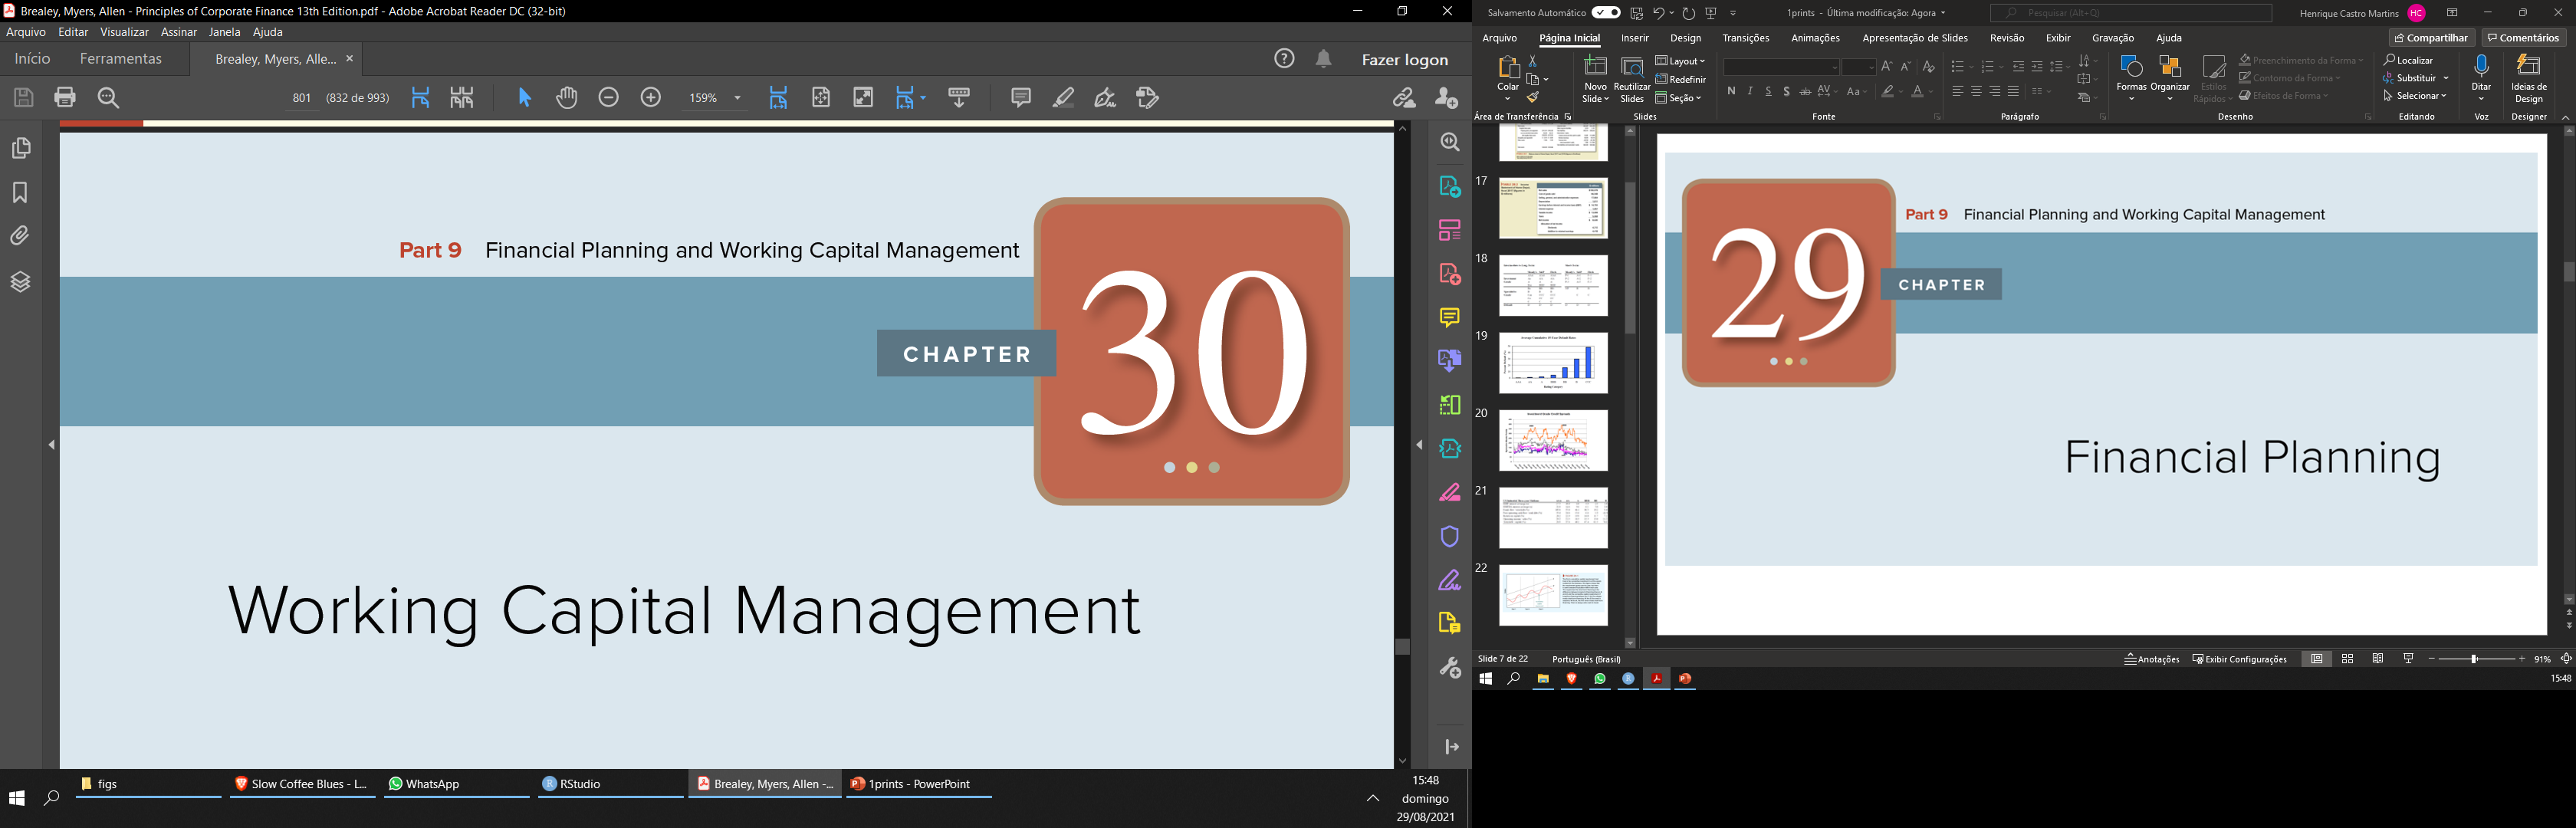 Brealey, Myers, Allen - Principles of Corporate Finance 13th Edition.pdf - Adobe Acrobat Reader DC (32-bit)
Arquivo Editar Visualizar Assinar Janela Ajuda
Início Ferramentas Brealey, Myers, Alle... × Fazer logon
801 (832 de 993) 159%
Part 9 Financial Planning and Working Capital Management
CHAPTER
30
Working Capital Management
figs
Slow Coffee Blues - L...
WhatsApp
RStudio
Brealey, Myers, Allen -...
1prints - PowerPoint
15:48
domingo
29/08/2021
Salvamento Automático 1prints - Última modificação: Agora Pesquisar (Alt+Q) Henrique Castro Martins HC
Arquivo Página Inicial Inserir Design Transições Animações Apresentação de Slides Revisão Exibir Gravação Ajuda Compartilhar Comentários
Colar
Área de Transferência
Novo Slide
Reutilizar Slides
Layout
Redefinir
Seção
Slides
N I S S ab AV Aa A
Fonte
Parágrafo
Formas Organizar Estilos Rápidos
Preenchimento da Forma
Contorno da Forma
Efeitos de Forma
Desenho
Localizar
Substituir
Selecionar
Editando
Ditar
Voz
Ideias de Design
Designer
17
18
19
20
21
22
29
CHAPTER
Part 9 Financial Planning and Working Capital Management
Financial Planning
Slide 7 de 22 Português (Brasil) Anotações Exibir Configurações 91%
15:48